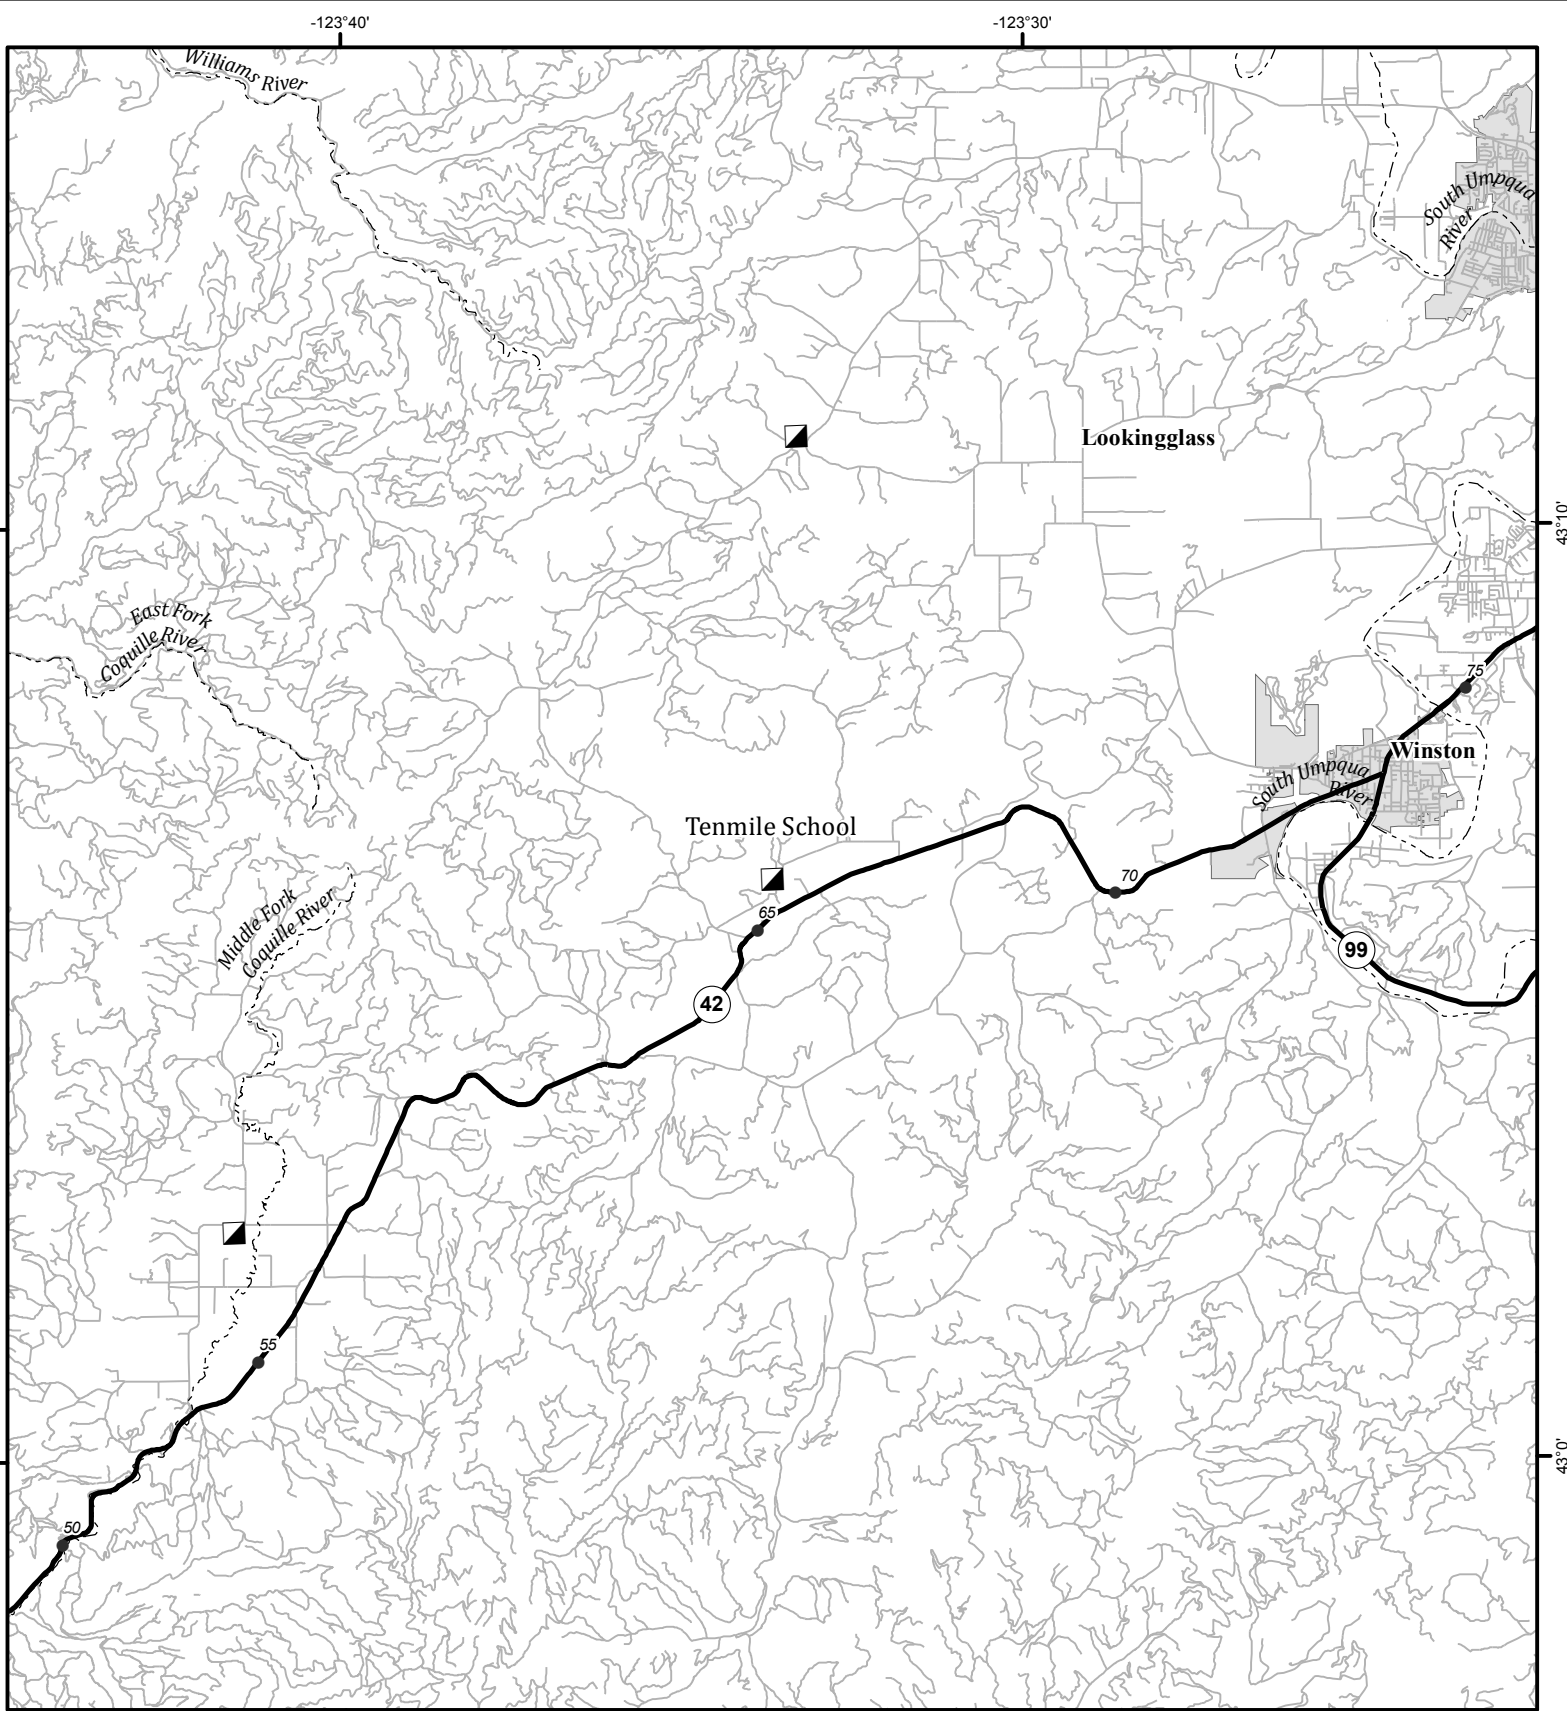 -123°40'
-123°30'
Williams River
South Umpqua
River
Lookingglass
43°10'
East Fork
Coquille River
75
Winston
South Umpqua
River
Tenmile School
70
Middle Fork
Coquille River
65
99
42
55
43°0'
50